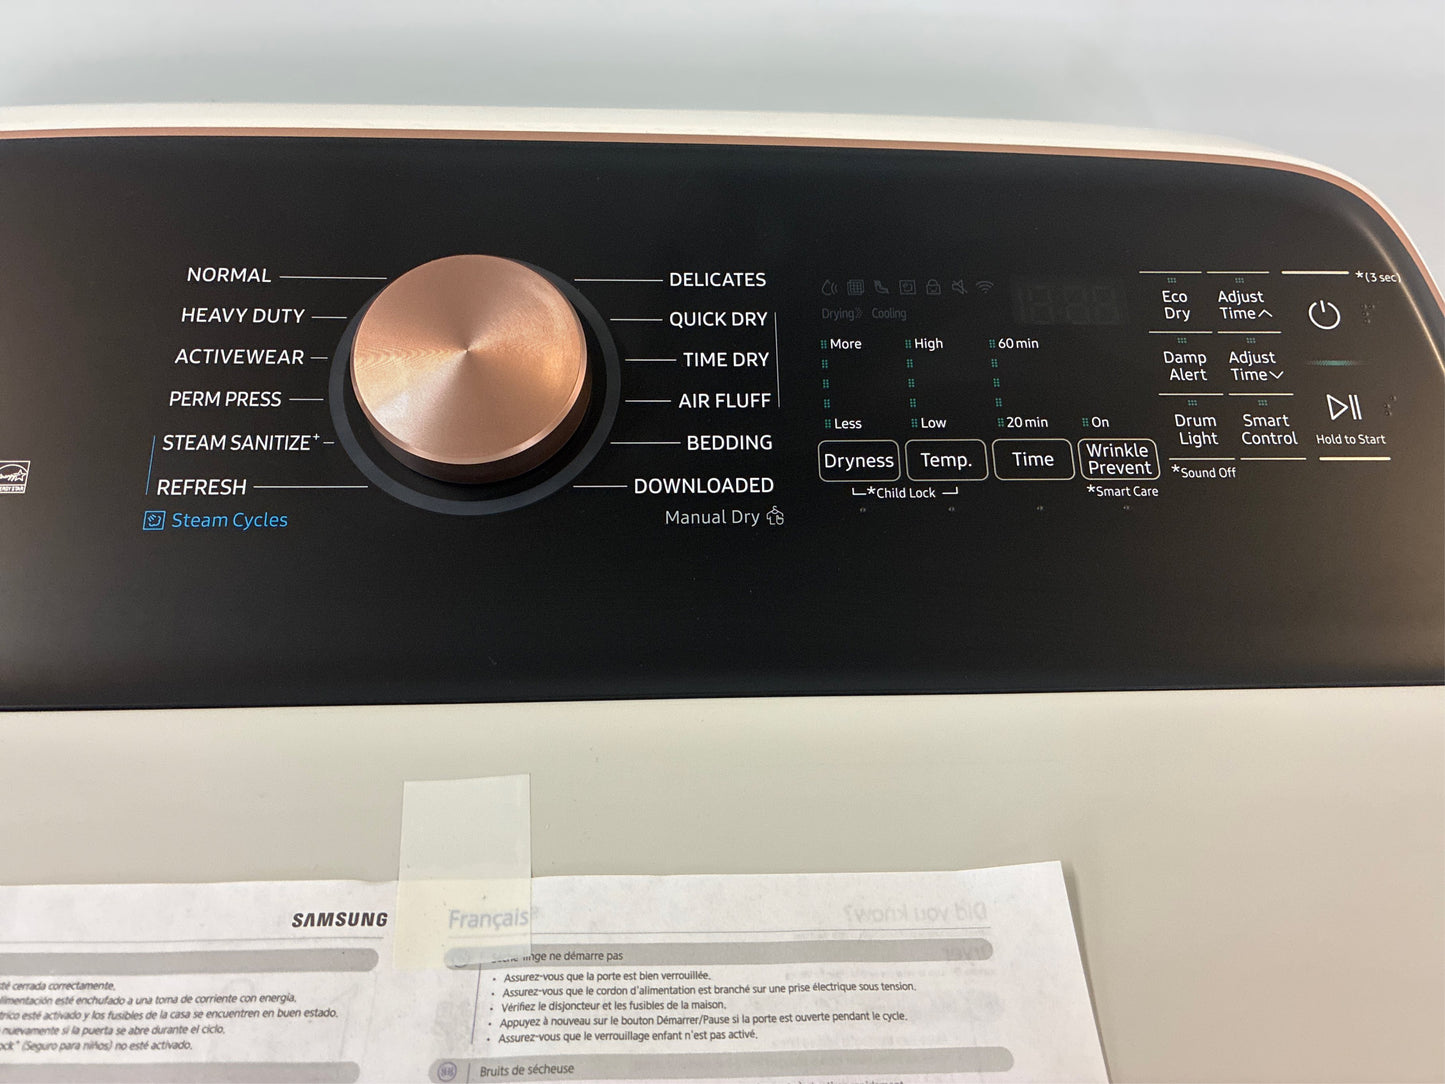 NORMAL
HEAVY DUTY
ACTIVEWEAR
PERM PRESS
STEAM SANITIZE+
REFRESH
Steam Cycles
DELICATES
QUICK DRY
TIME DRY
AIR FLUFF
BEDDING
DOWNLOADED
Manual Dry
Drying Cooling
More
Less
Dryness
High
Low
Temp.
*Child Lock
60 min
20 min
Time
On
Wrinkle
Prevent
*Smart Care
Eco
Dry
Adjust
Time
Damp
Alert
Adjust
Time
Drum
Light
*Sound Off
Smart
Control
*(3 sec)
Hold to Start
SAMSUNG
cerrada correctamente.
esté enchufado a una toma de corriente con energía.
esté activado y los fusibles de la casa se encuentren en buen estado.
nuevamente si la puerta se abre durante el ciclo.
(Seguro para niños) no esté activado.
Français
linge ne démarre pas
• Assurez-vous que la porte est bien verrouillée.
• Assurez-vous que le cordon d'alimentation est branché sur une prise électrique sous tension.
• Vérifiez le disjoncteur et les fusibles de la maison.
• Appuyez à nouveau sur le bouton Démarrer/Pause si la porte est ouverte pendant le cycle.
• Assurez-vous que le verrouillage enfant n'est pas activé.
Bruits de sécheuse